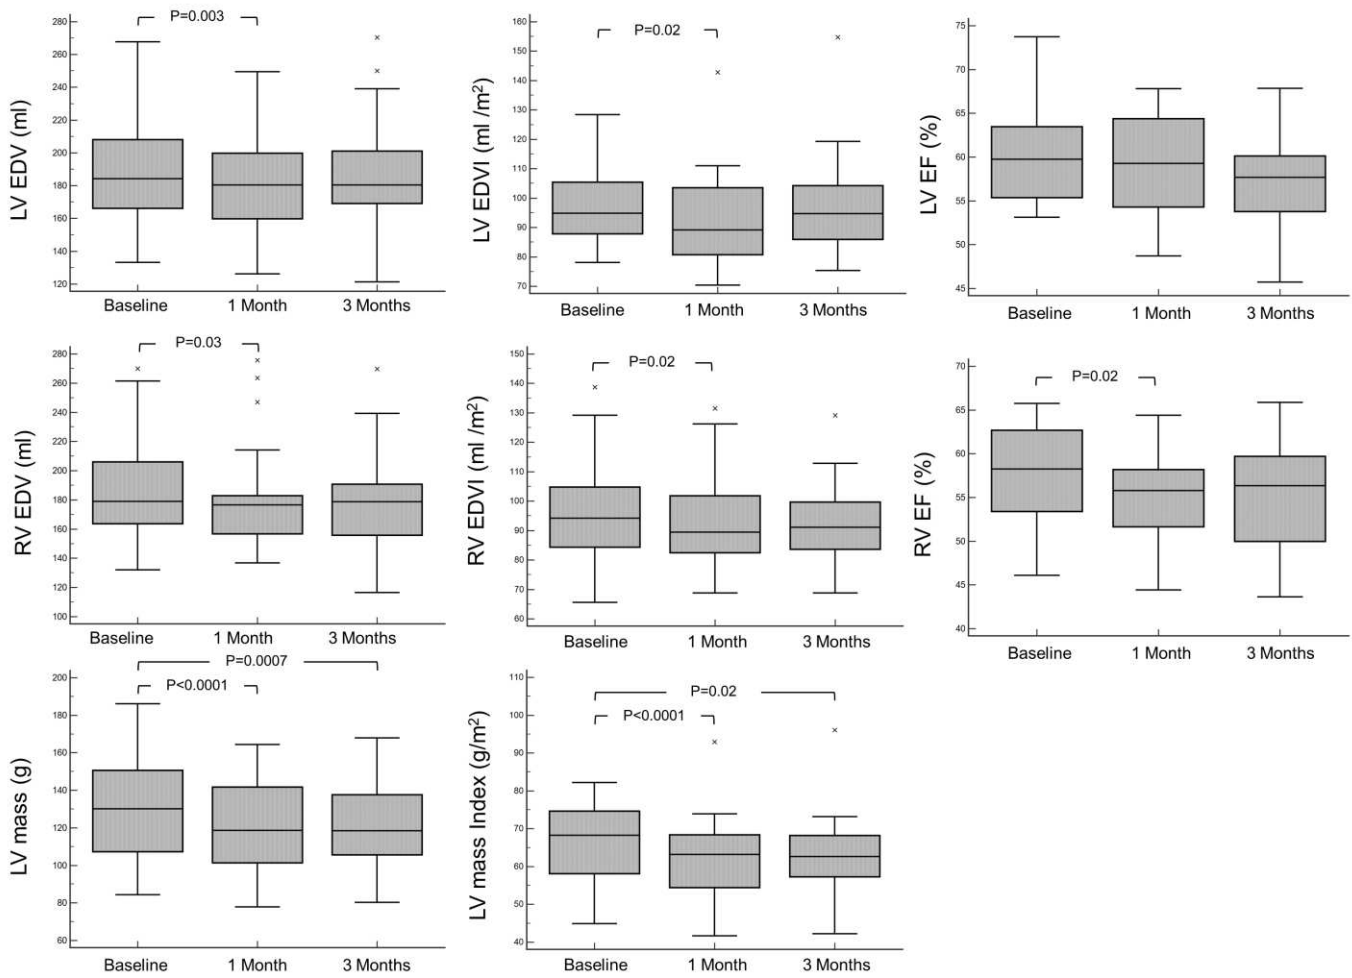 LV EDV (ml)
280
260
240
220
200
180
160
140
120
P=0.003
Baseline 1 Month 3 Months
LV EDVI (ml /m²)
160
150
140
130
120
110
100
90
80
70
P=0.02
Baseline 1 Month 3 Months
LV EF (%)
75
70
65
60
55
50
45
Baseline 1 Month 3 Months
RV EDV (ml)
280
260
240
220
200
180
160
140
120
100
P=0.03
Baseline 1 Month 3 Months
RV EDVI (ml /m²)
150
140
130
120
110
100
90
80
70
60
P=0.02
Baseline 1 Month 3 Months
RV EF (%)
70
65
60
55
50
45
40
P=0.02
Baseline 1 Month 3 Months
LV mass (g)
200
180
160
140
120
100
80
60
P=0.0007
P<0.0001
Baseline 1 Month 3 Months
LV mass Index (g/m²)
110
100
90
80
70
60
50
40
P=0.02
P<0.0001
Baseline 1 Month 3 Months